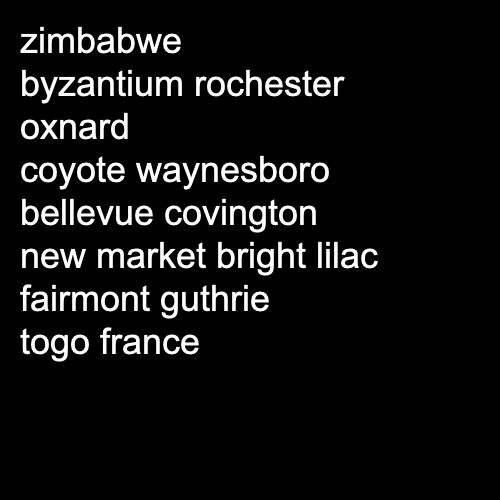 zimbabwe
byzantium rochester
oxnard
coyote waynesboro
bellevue covington
new market bright lilac
fairmont guthrie
togo france